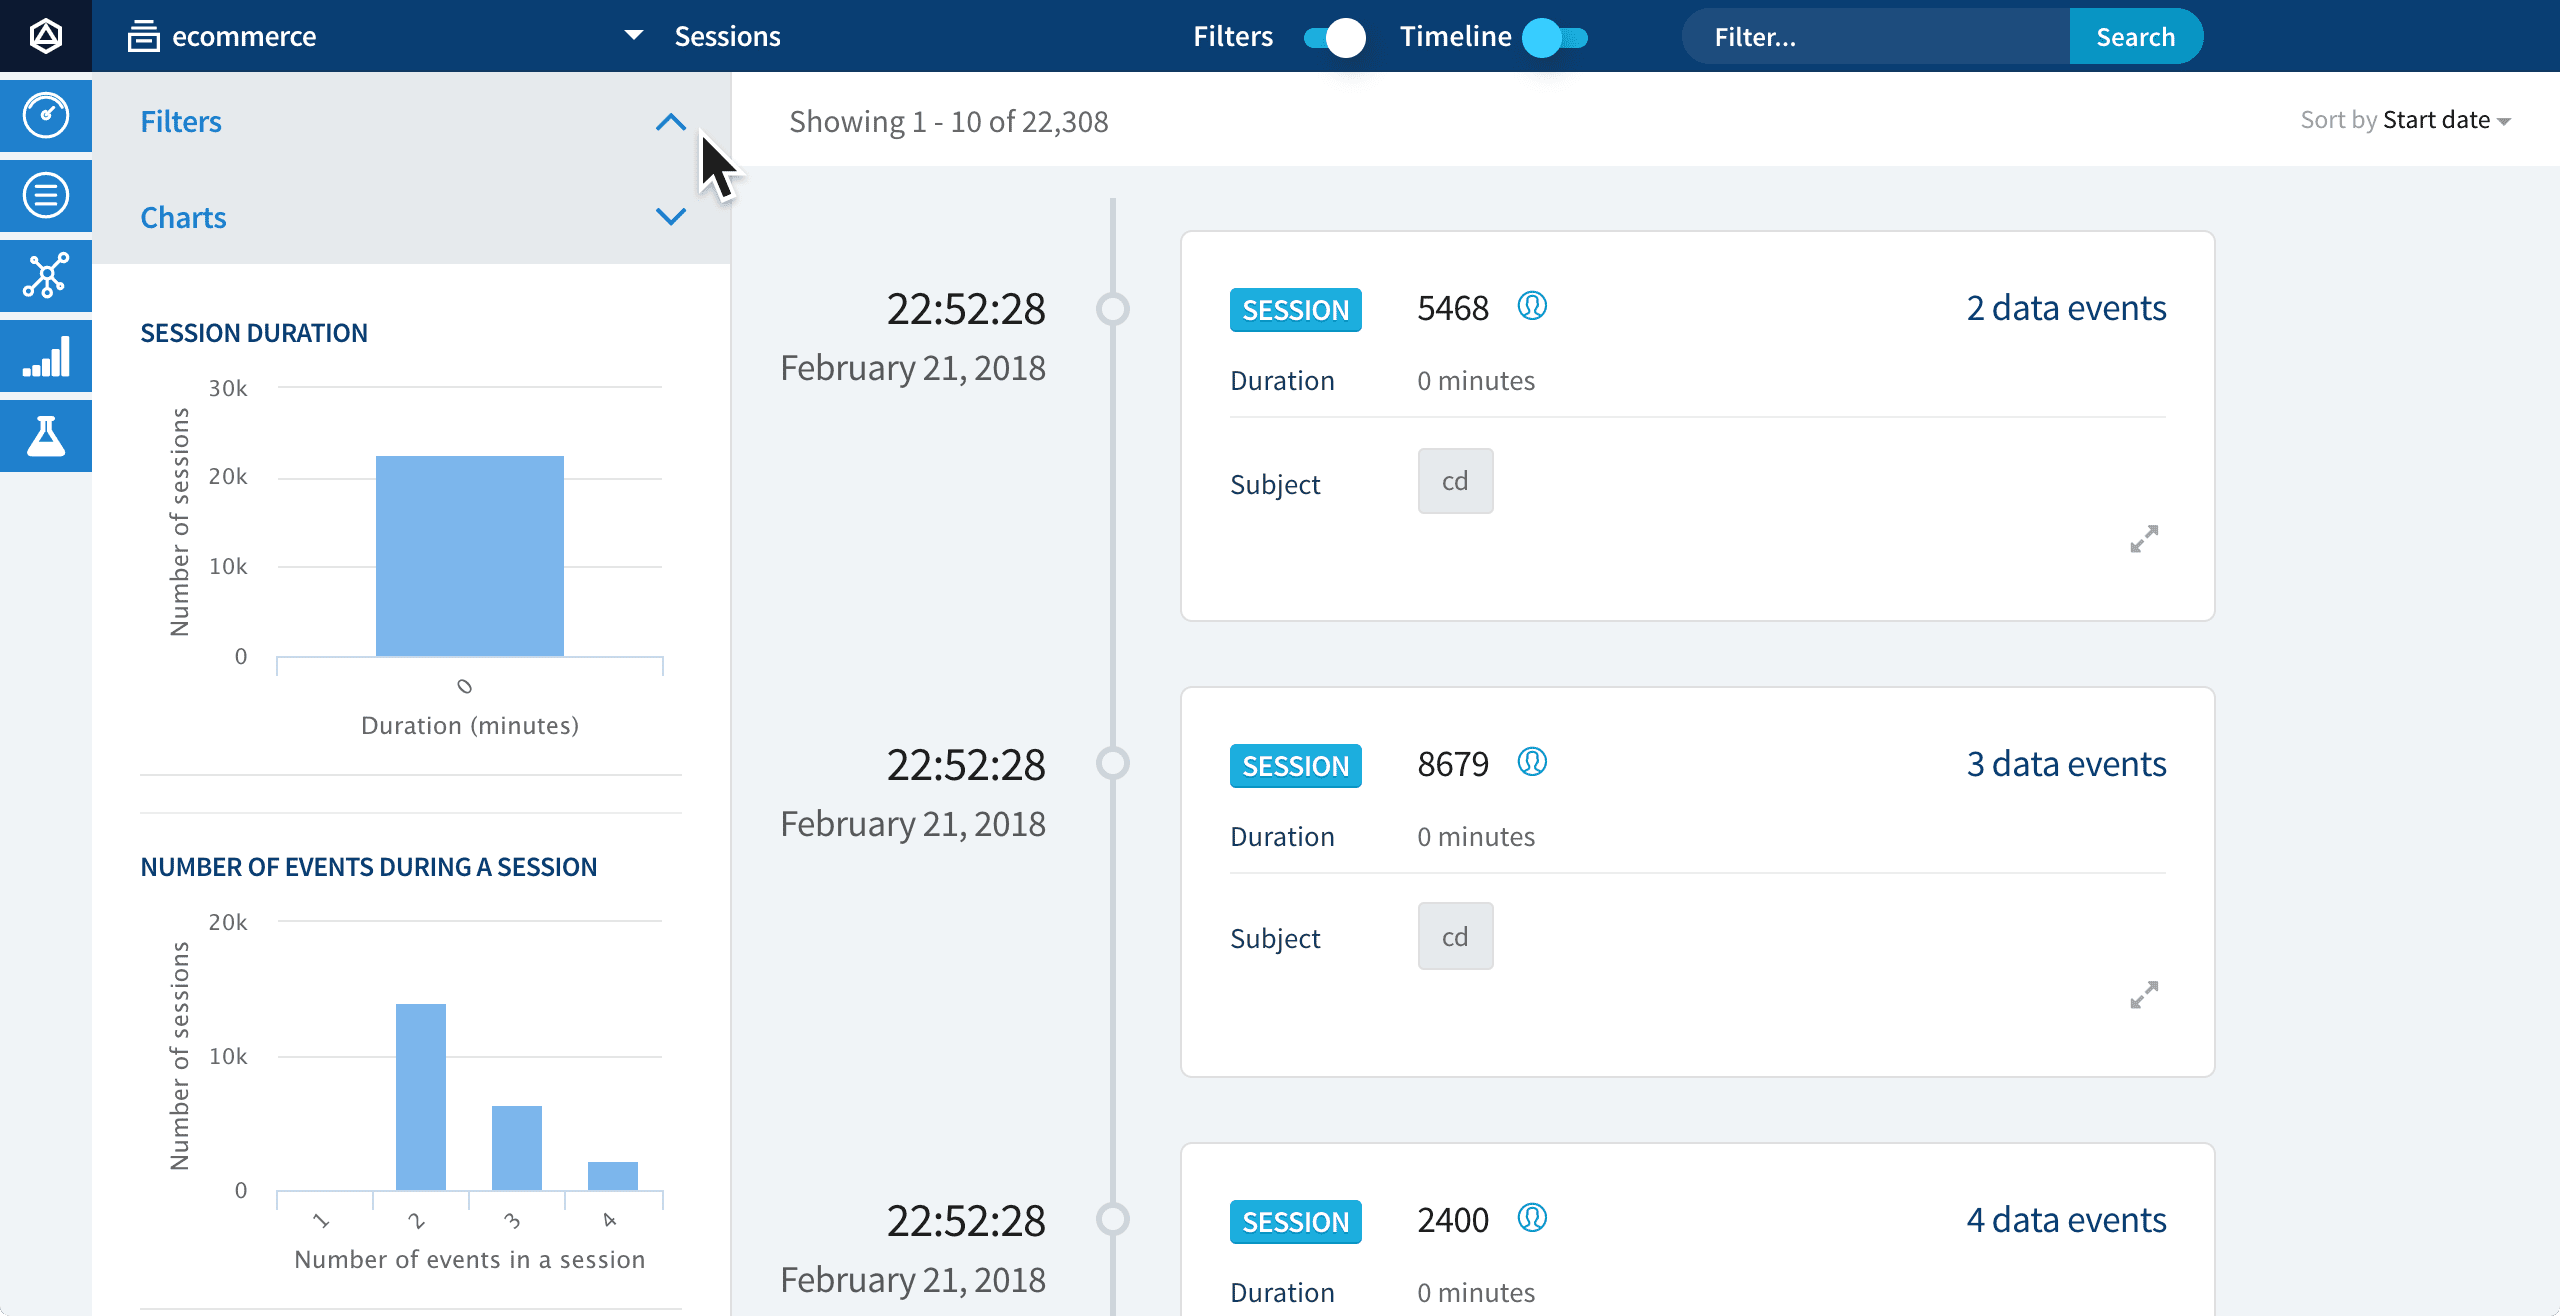 ecommerce
Sessions
Filters
Timeline
Filter...
Search
Filters
Charts
Showing 1 - 10 of 22,308
Sort by Start date
SESSION DURATION
Number of sessions
30k
20k
10k
0
0
Duration (minutes)
NUMBER OF EVENTS DURING A SESSION
Number of sessions
20k
10k
0
1 2 3 4
Number of events in a session
22:52:28
February 21, 2018
SESSION 5468 2 data events
Duration 0 minutes
Subject cd
22:52:28
February 21, 2018
SESSION 8679 3 data events
Duration 0 minutes
Subject cd
22:52:28
February 21, 2018
SESSION 2400 4 data events
Duration 0 minutes